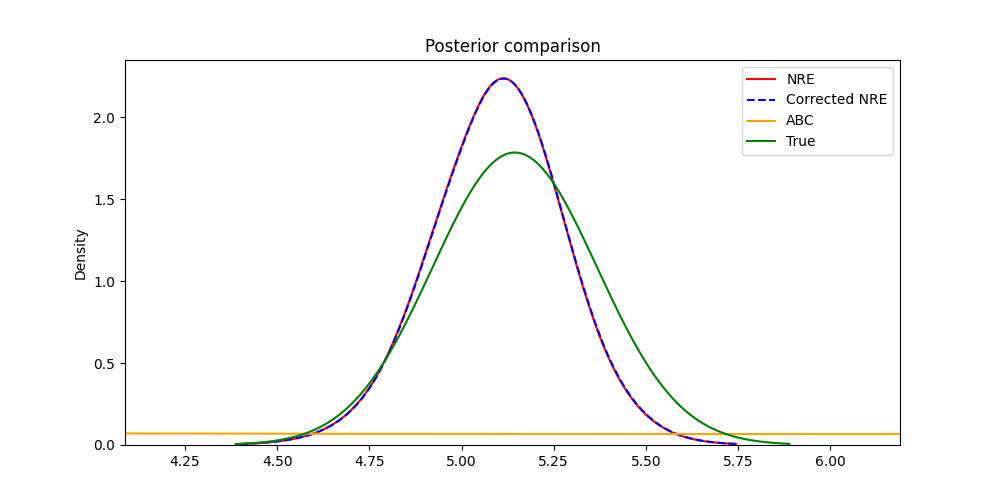 Posterior comparison
NRE
Corrected NRE
ABC
True
Density
2.0
1.5
1.0
0.5
0.0
4.25 4.50 4.75 5.00 5.25 5.50 5.75 6.00